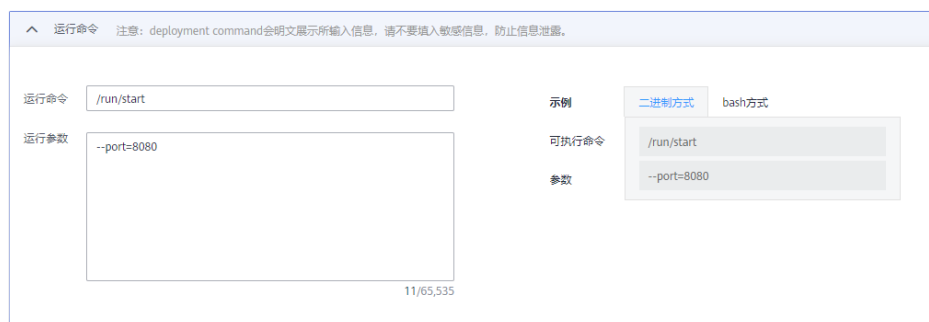 运行命令 注意：deployment command会明文展示所输入信息，请不要填入敏感信息，防止信息泄露。
运行命令 /run/start
运行参数 --port=8080
11/65,535
示例 二进制方式 bash方式
可执行命令 /run/start
参数 --port=8080